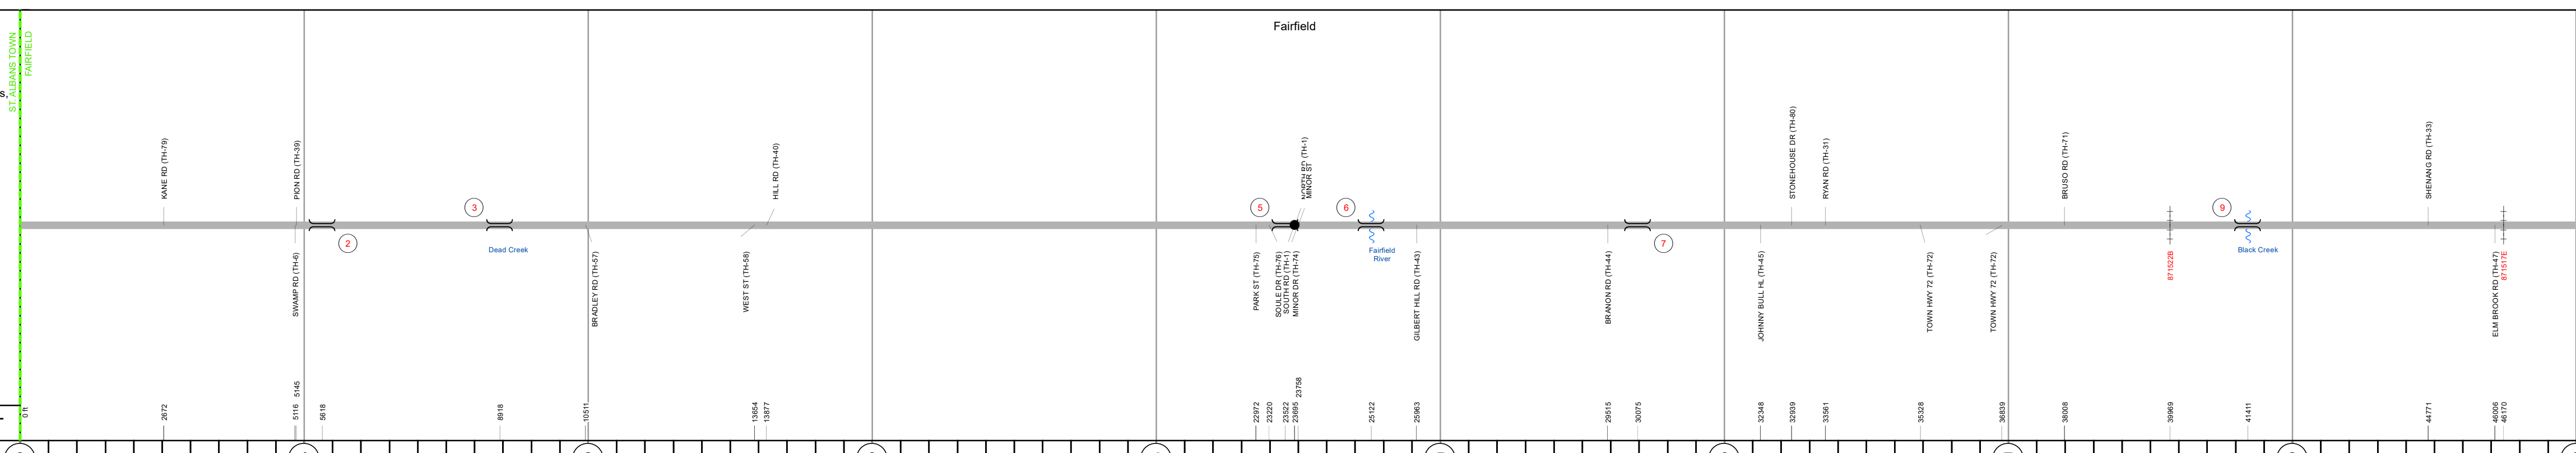 Fairfield
ST. ALBANS TOWN
FAIRFIELD
S,
KANE RD (TH-79)
PION RD (TH-39)
HILL RD (TH-40)
NORTH RD (TH-1)
MINOR ST
STONEHOUSE DR (TH-80)
RYAN RD (TH-31)
BRUSO RD (TH-71)
SHENANG RD (TH-33)
3
5
6
9
2
7
Dead Creek
Fairfield
River
Black Creek
SWAMP RD (TH-6)
BRADLEY RD (TH-57)
WEST ST (TH-58)
PARK ST (TH-75)
SOULE DR (TH-76)
SOUTH RD (TH-1)
MINOR DR (TH-74)
GILBERT HILL RD (TH-43)
BRANON RD (TH-44)
JOHNNY BULL HL (TH-45)
TOWN HWY 72 (TH-72)
TOWN HWY 72 (TH-72)
871522B
ELM BROOK RD (TH-47)
871517E
0 ft
2672
5116
5145
5618
8918
10511
13654
13877
22972
23220
23522
23695
23758
25122
25963
29515
30075
32348
32939
33561
35328
36839
38008
39969
41411
44771
46006
46170